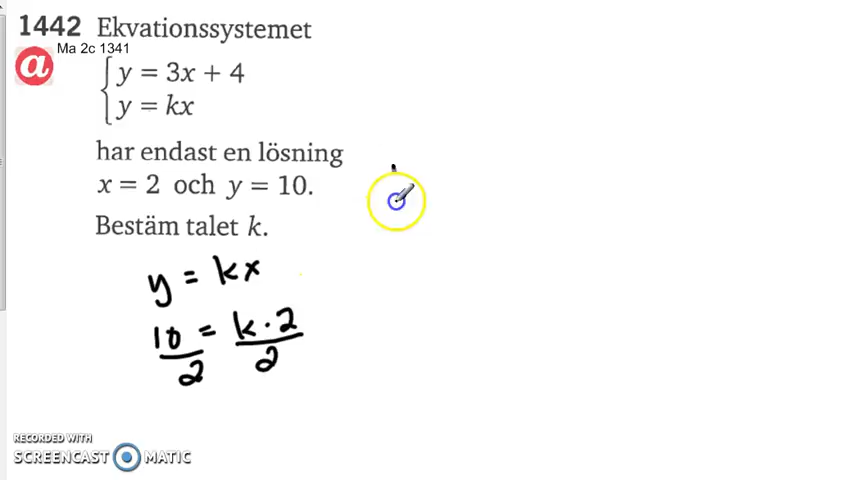 1442 Ekvationssystemet
Ma 2c 1341
a
y = 3x + 4
y = kx
har endast en lösning
x = 2 och y = 10.
Bestäm talet k.
y = kx
10/2 = k · 2/2
RECORDED WITH
SCREENCAST MATIC